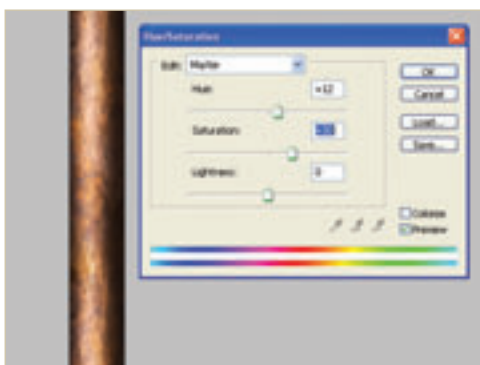 Hue/Saturation
Edit: Master
OK
Hue: +12
Cancel
Saturation:
Load...
Save...
Lightness: 0
Colorize
Preview